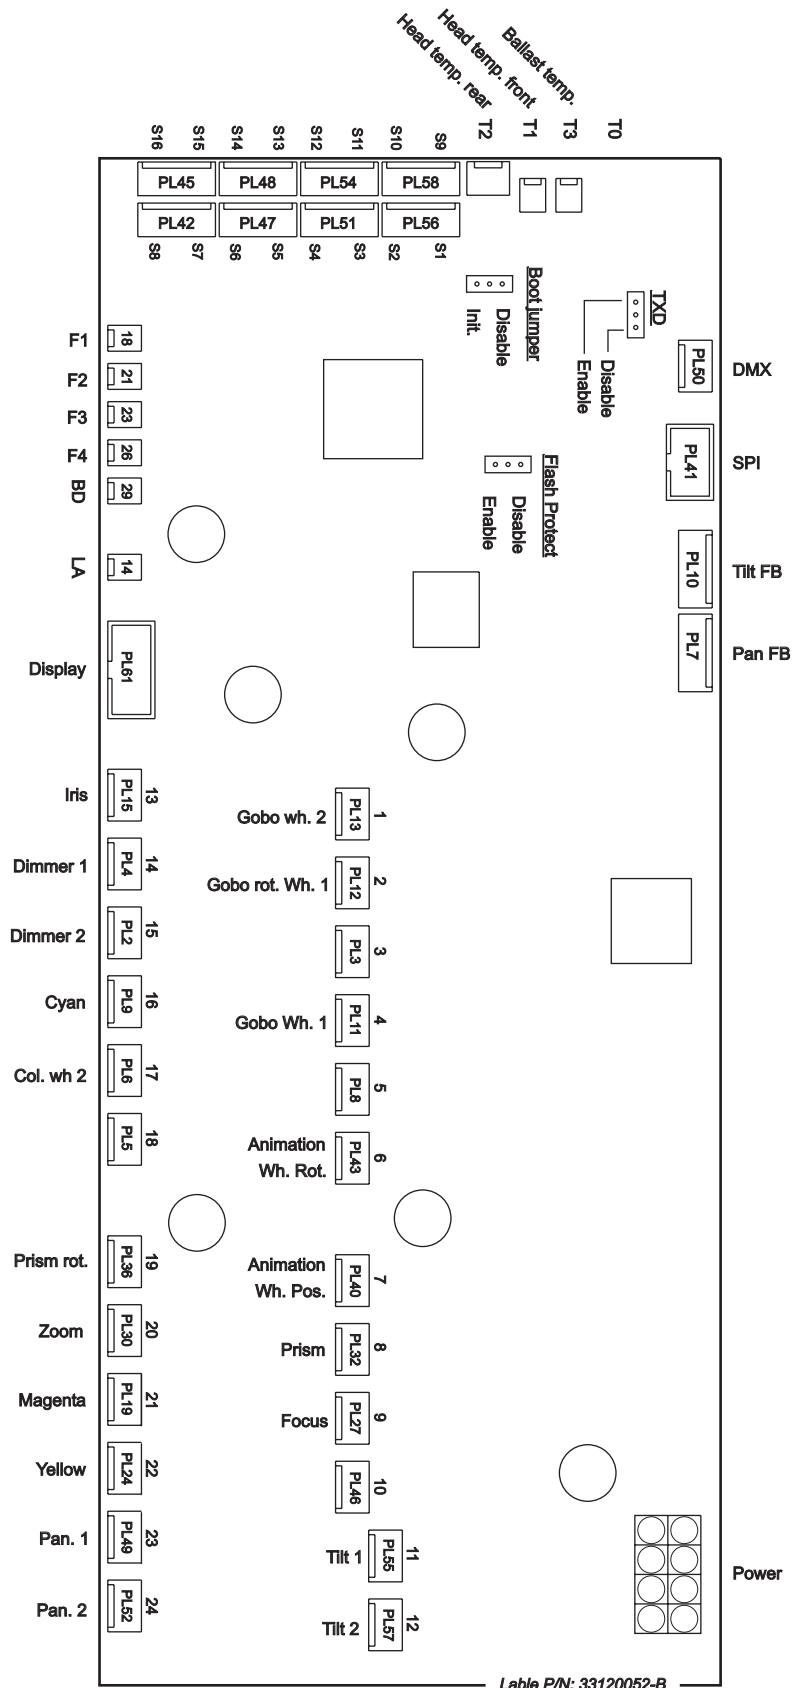 Head temp. rear
Head temp. front
Ballast temp.
T2
T1
T3
T0
S16
S15
S14
S13
S12
S11
S10
S9
PL45
PL48
PL54
PL58
PL42
PL47
PL51
PL56
S8
S7
S6
S5
S4
S3
S2
S1
Boot jumper
Init.
Disable
TXD
Enable
Disable
F1
18
F2
21
F3
23
F4
26
BD
29
LA
14
PL50
DMX
PL41
SPI
Flash Protect
Enable
Disable
PL10
Tilt FB
PL7
Pan FB
Display
PL61
Iris
PL15
13
Dimmer 1
PL4
14
Dimmer 2
PL2
15
Cyan
PL9
16
Col. wh 2
PL6
17
PL5
18
Prism rot.
PL36
19
Zoom
PL30
20
Magenta
PL19
21
Yellow
PL24
22
Pan. 1
PL49
23
Pan. 2
PL52
24
Gobo wh. 2
PL13
1
Gobo rot. Wh. 1
PL12
2
PL3
3
Gobo Wh. 1
PL11
4
PL8
5
Animation
Wh. Rot.
PL43
6
Animation
Wh. Pos.
PL40
7
Prism
PL32
8
Focus
PL27
9
PL46
10
Tilt 1
PL55
11
Tilt 2
PL57
12
Power
Lable P/N: 33120052-B